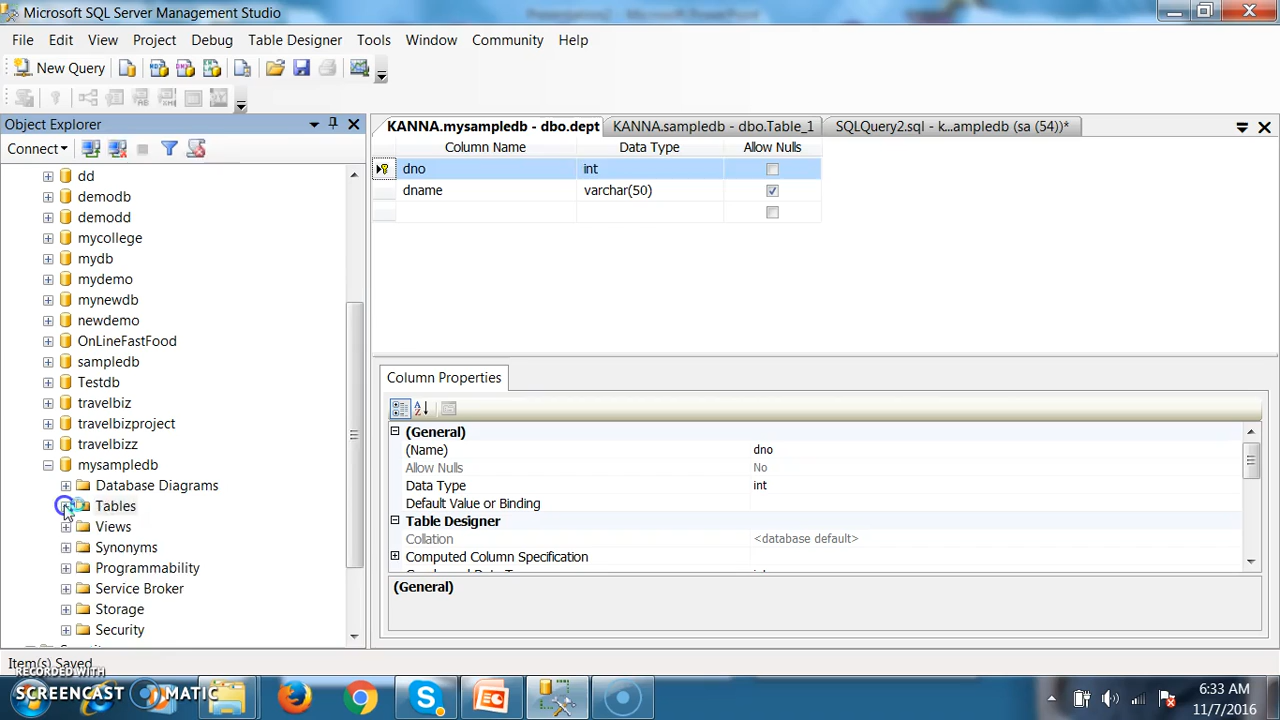 Microsoft SQL Server Management Studio
File Edit View Project Debug Table Designer Tools Window Community Help
New Query
Object Explorer
Connect
dd
demodb
demodd
mycollege
mydb
mydemo
mynewdb
newdemo
OnLineFastFood
sampledb
Testdb
travelbiz
travelbizproject
travelbizz
mysampledb
Database Diagrams
Tables
Views
Synonyms
Programmability
Service Broker
Storage
Security
KANNA.mysampledb - dbo.dept KANNA.sampledb - dbo.Table_1 SQLQuery2.sql - k...ampledb (sa (54))*
Column Name Data Type Allow Nulls
dno int
dname varchar(50)
Column Properties
(General)
(Name) dno
Allow Nulls No
Data Type int
Default Value or Binding
Table Designer
Collation <database default>
Computed Column Specification
(General)
Item(s) Saved
RECORDED WITH
SCREENCAST MATIC
6:33 AM
11/7/2016